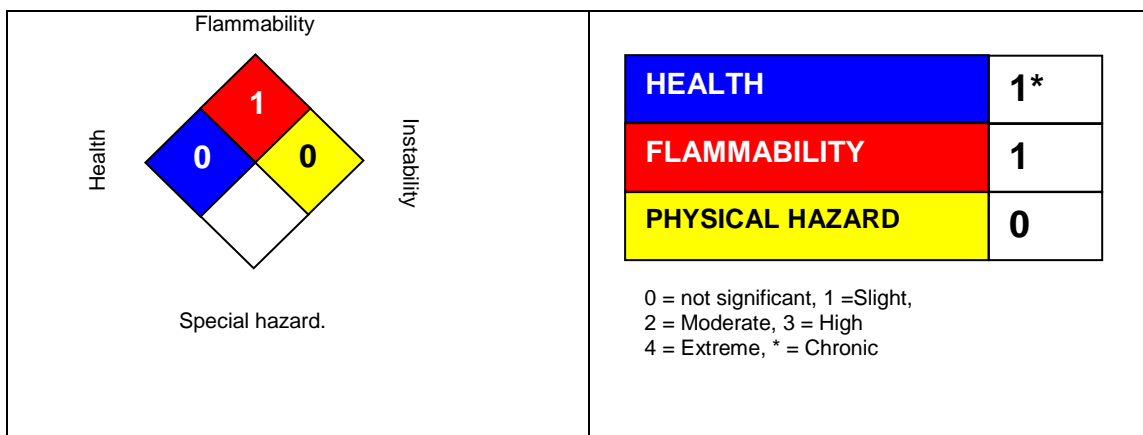 Flammability
1
Health
0
0
Instability
Special hazard.
HEALTH 1*
FLAMMABILITY 1
PHYSICAL HAZARD 0
0 = not significant, 1 =Slight,
2 = Moderate, 3 = High
4 = Extreme, * = Chronic